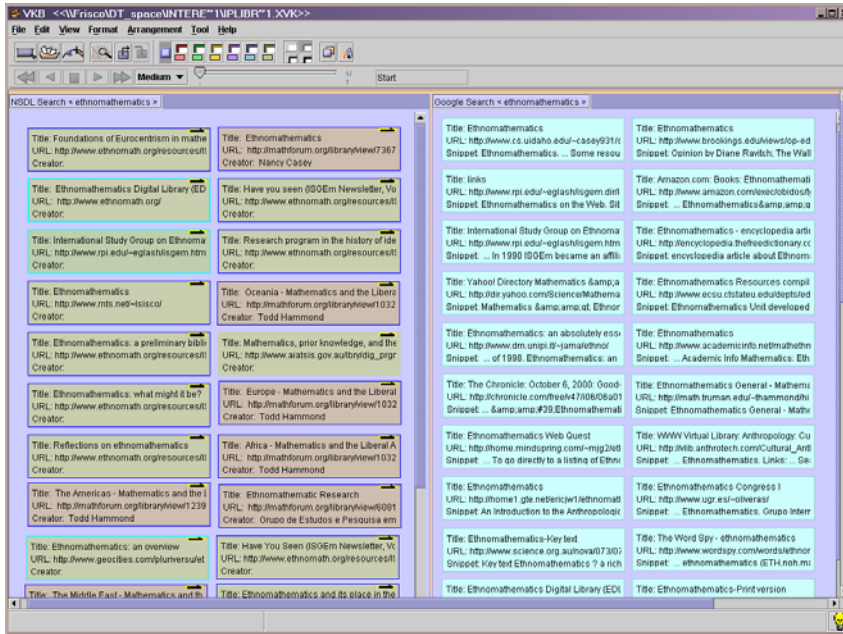 VKB <<\\Frisco\DT_space\INTERE~1\IPLIBR~1.XVK>>
File Edit View Format Arrangement Tool Help
Medium
1/
1
Start
NSDL Search « ethnomathematics »
Title: Foundations of Eurocentrism in mathe
URL: http://www.ethnomath.org/resources/
Creator:
Title: Ethnomathematics Digital Library (ED
URL: http://www.ethnomath.org/
Creator:
Title: International Study Group on Ethnoma
URL: http://www.rpi.edu/~eglash/isgem.htm
Creator:
Title: Ethnomathematics
URL: http://www.mts.net/~lsisco/
Creator:
Title: Ethnomathematics: a preliminary bibli
URL: http://www.ethnomath.org/resources/
Creator:
Title: Ethnomathematics: what might it be?
URL: http://www.ethnomath.org/resources/
Creator:
Title: Reflections on ethnomathematics
URL: http://www.ethnomath.org/resources/
Creator:
Title: The Americas - Mathematics and the L
URL: http://mathforum.org/library/view/1239
Creator: Todd Hammond
Title: Ethnomathematics: an overview
URL: http://www.geocities.com/pluriversu/et
Creator:
Title: The Middle East - Mathematics and th
Title: Ethnomathematics
URL: http://mathforum.org/library/view/7367
Creator: Nancy Casey
Title: Have you seen (ISGEm Newsletter, Vo
URL: http://www.ethnomath.org/resources/
Creator:
Title: Research program in the history of ide
URL: http://www.ethnomath.org/resources/
Creator:
Title: Oceania - Mathematics and the Libera
URL: http://mathforum.org/library/view/1032
Creator: Todd Hammond
Title: Mathematics, prior knowledge, and the
URL: http://www.aiatsis.gov.au/lbry/dig_prgr
Creator:
Title: Europe - Mathematics and the Liberal
URL: http://mathforum.org/library/view/1032
Creator: Todd Hammond
Title: Africa - Mathematics and the Liberal A
URL: http://mathforum.org/library/view/1032
Creator: Todd Hammond
Title: Ethnomathematic Research
URL: http://mathforum.org/library/view/6081
Creator: Grupo de Estudos e Pesquisa em
Title: Have You Seen (ISGEm Newsletter, Vc
URL: http://www.ethnomath.org/resources/
Creator:
Title: Ethnomathematics and its place in the
Google Search « ethnomathematics »
Title: Ethnomathematics
URL: http://www.cs.uidaho.edu/~casey931/
Snippet: Ethnomathematics. ... Some resou
Title: links
URL: http://www.rpi.edu/~eglash/isgem.dir/
Snippet: Ethnomathematics on the Web. Sit
Title: International Study Group on Ethnoma
URL: http://www.rpi.edu/~eglash/isgem.htm
Snippet: ... In 1990 ISGEm became an affili
Title: Yahoo! Directory Mathematics &amp;a
URL: http://dir.yahoo.com/Science/Mathema
Snippet: Mathematics &amp;amp;gt; Ethnor
Title: Ethnomathematics: an absolutely esse
URL: http://www.dm.unipi.it/~jama/ethno/
Snippet: ... of 1998. Ethnomathematics: an
Title: The Chronicle: October 6, 2000: Good-
URL: http://chronicle.com/free/v47/i06/06a01
Snippet: ... &amp;amp;#39;Ethnomathemati
Title: Ethnomathematics Web Quest
URL: http://home.mindspring.com/~mjg2/et
Snippet: ... To go directly to a listing of Ethni
Title: Ethnomathematics
URL: http://home1.gte.net/ericjw1/ethnomat
Snippet: An Introduction to the Anthropologic
Title: Ethnomathematics-Key text
URL: http://www.science.org.au/nova/073/07
Snippet: Key text Ethnomathematics ? a rich
Title: Ethnomathematics Digital Library (EDL
Title: Ethnomathematics
URL: http://www.brookings.edu/views/op-ed
Snippet: Opinion by Diane Ravitch; The Wall
Title: Amazon.com: Books: Ethnomathemati
URL: http://www.amazon.com/exec/obidos/
Snippet: ... Ethnomathematics&amp;amp;q
Title: Ethnomathematics - encyclopedia artic
URL: http://encyclopedia.thefreedictionary.cc
Snippet: encyclopedia article about Ethnom
Title: Ethnomathematics Resources compil
URL: http://www.ecsu.ctstateu.edu/depts/ed
Snippet: Ethnomathematics Unit developed
Title: Ethnomathematics
URL: http://www.academicinfo.net/mathethn
Snippet: ... Academic Info Mathematics: Eth
Title: Ethnomathematics General - Mathema
URL: http://math.truman.edu/~thammond/hi
Snippet: Ethnomathematics General - Mathe
Title: WWW Virtual Library: Anthropology: Cu
URL: http://vlib.anthrotech.com/Cultural_Ant
Snippet: ... Ethnomathematics. Links: ... Se
Title: Ethnomathematics Congress I
URL: http://www.ugr.es/~oliveras/
Snippet: ... Ethnomathematics. Grupo Intern
Title: The Word Spy - ethnomathematics
URL: http://www.wordspy.com/words/ethnor
Snippet: ... ethnomathematics (ETH.noh.mu
Title: Ethnomathematics-Print version